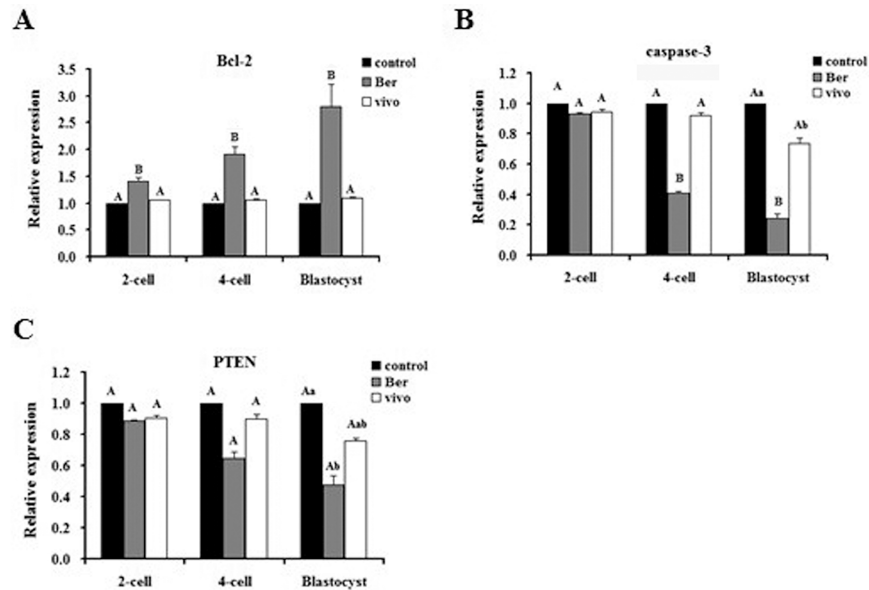 A
Bcl-2
control
Ber
vivo
Relative expression
3.5
3.0
2.5
2.0
1.5
1.0
0.5
0.0
A B A
A B A
A B A
2-cell 4-cell Blastocyst
B
caspase-3
control
Ber
vivo
Relative expression
1.2
1.0
0.8
0.6
0.4
0.2
0.0
A A A
A B A
Aa B Ab
2-cell 4-cell Blastocyst
C
PTEN
control
Ber
vivo
Relative expression
1.2
1.0
0.8
0.6
0.4
0.2
0.0
A A A
A A A
Aa Ab Aab
2-cell 4-cell Blastocyst